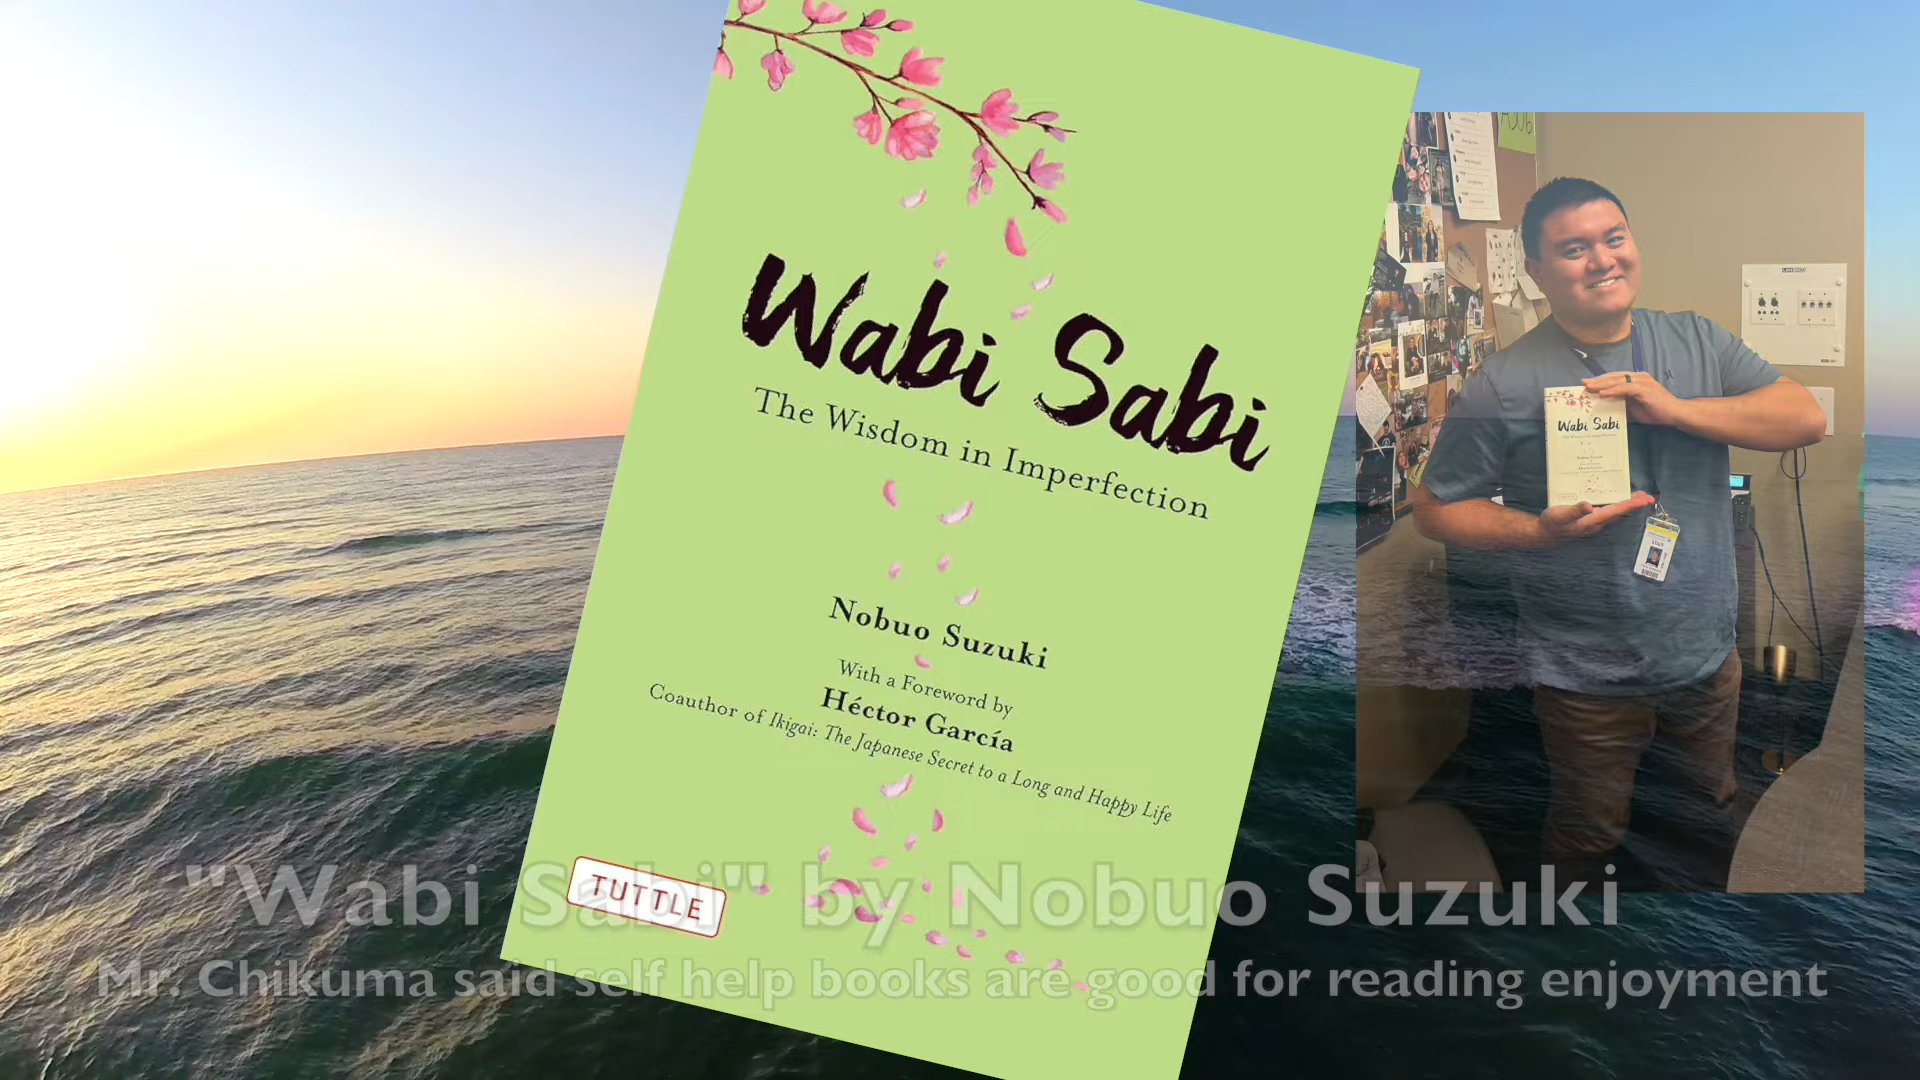 Wabi Sabi
The Wisdom in Imperfection
Nobuo Suzuki
With a Foreword by
Héctor García
Coauthor of Ikigai: The Japanese Secret to a Long and Happy Life
TUTTLE
Wabi Sabi
STAFF
"Wabi Sabi" by Nobuo Suzuki
Mr. Chikuma said self help books are good for reading enjoyment